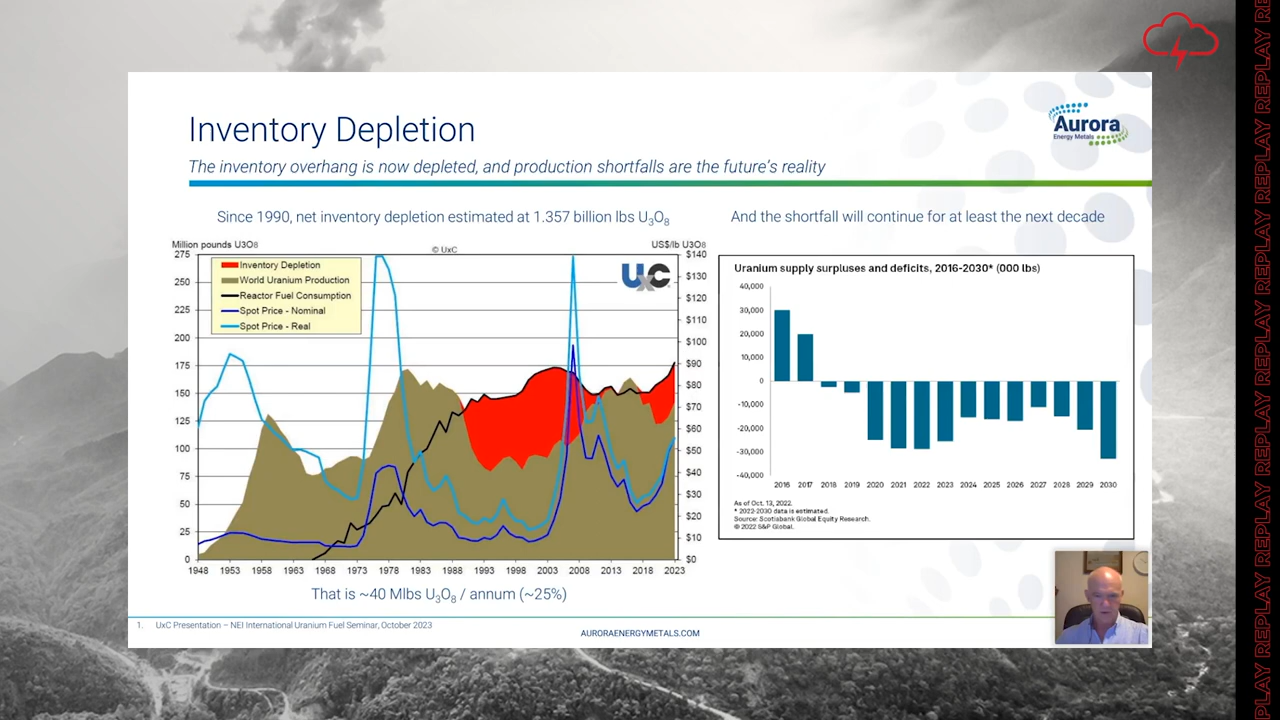 Inventory Depletion
The inventory overhang is now depleted, and production shortfalls are the future's reality
Aurora
Energy Metals
Since 1990, net inventory depletion estimated at 1.357 billion lbs U3O8
And the shortfall will continue for at least the next decade
Million pounds U3O8
© UxC
US$/lb U3O8
275
250
225
200
175
150
125
100
75
50
25
0
Inventory Depletion
World Uranium Production
Reactor Fuel Consumption
Spot Price - Nominal
Spot Price - Real
UxC
$140
$130
$120
$110
$100
$90
$80
$70
$60
$50
$40
$30
$20
$10
$0
1948 1953 1958 1963 1968 1973 1978 1983 1988 1993 1998 2003 2008 2013 2018 2023
That is ~40 Mlbs U3O8 / annum (~25%)
Uranium supply surpluses and deficits, 2016-2030* (000 lbs)
40,000
30,000
20,000
10,000
0
-10,000
-20,000
-30,000
-40,000
2016 2017 2018 2019 2020 2021 2022 2023 2024 2025 2026 2027 2028 2029 2030
As of Oct. 13, 2022.
* 2022-2030 data is estimated.
Source: Scotiabank Global Equity Research.
© 2022 S&P Global.
1. UxC Presentation – NEI International Uranium Fuel Seminar, October 2023
AURORAENERGYMETALS.COM
REPLAY REPLAY REPLAY REPLAY REPLAY REPLAY REPLAY REPLAY